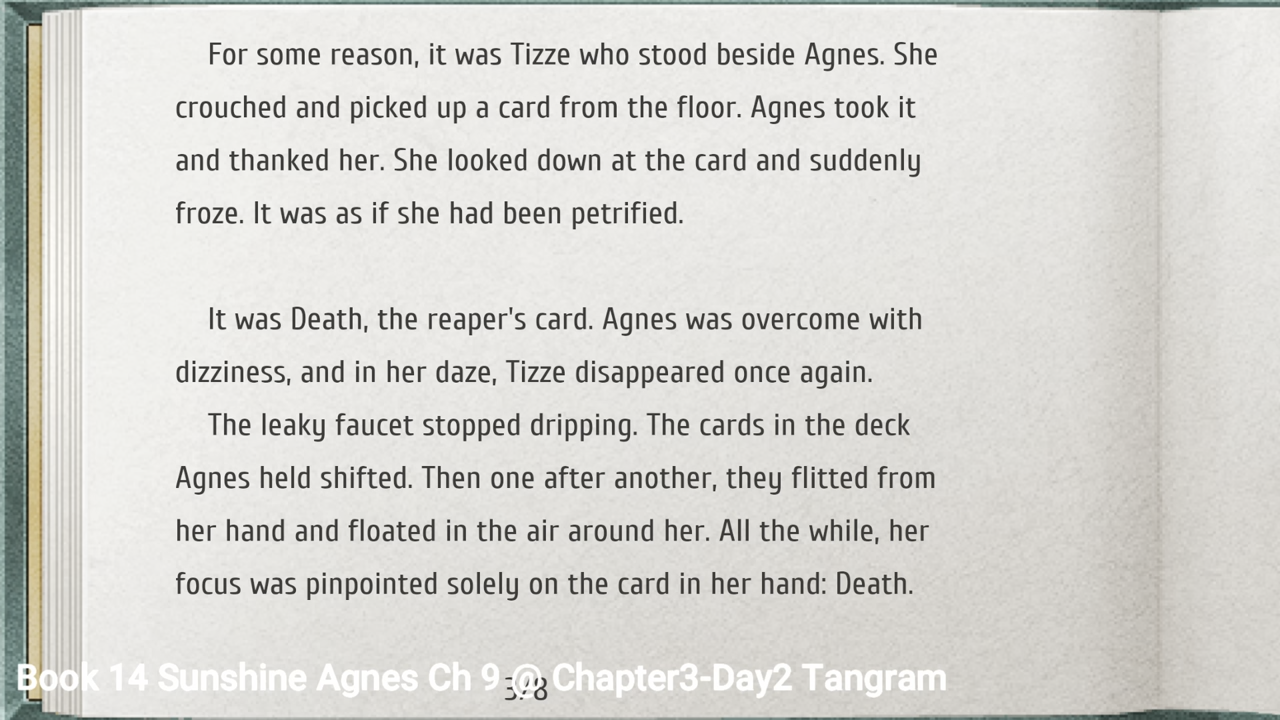 For some reason, it was Tizze who stood beside Agnes. She
crouched and picked up a card from the floor. Agnes took it
and thanked her. She looked down at the card and suddenly
froze. It was as if she had been petrified.
It was Death, the reaper's card. Agnes was overcome with
dizziness, and in her daze, Tizze disappeared once again.
The leaky faucet stopped dripping. The cards in the deck
Agnes held shifted. Then one after another, they flitted from
her hand and floated in the air around her. All the while, her
focus was pinpointed solely on the card in her hand: Death.
Book 14 Sunshine Agnes Ch 9 @ Chapter3-Day2 Tangram
3/8